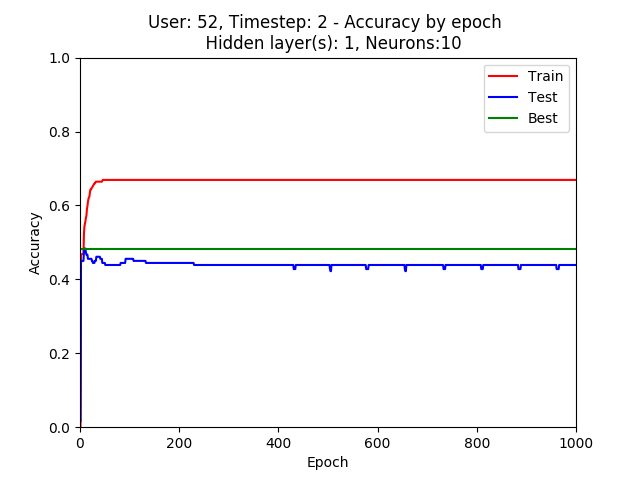 User: 52, Timestep: 2 - Accuracy by epoch
Hidden layer(s): 1, Neurons:10
Train
Test
Best
Accuracy
1.0
0.8
0.6
0.4
0.2
0.0
0 200 400 600 800 1000
Epoch